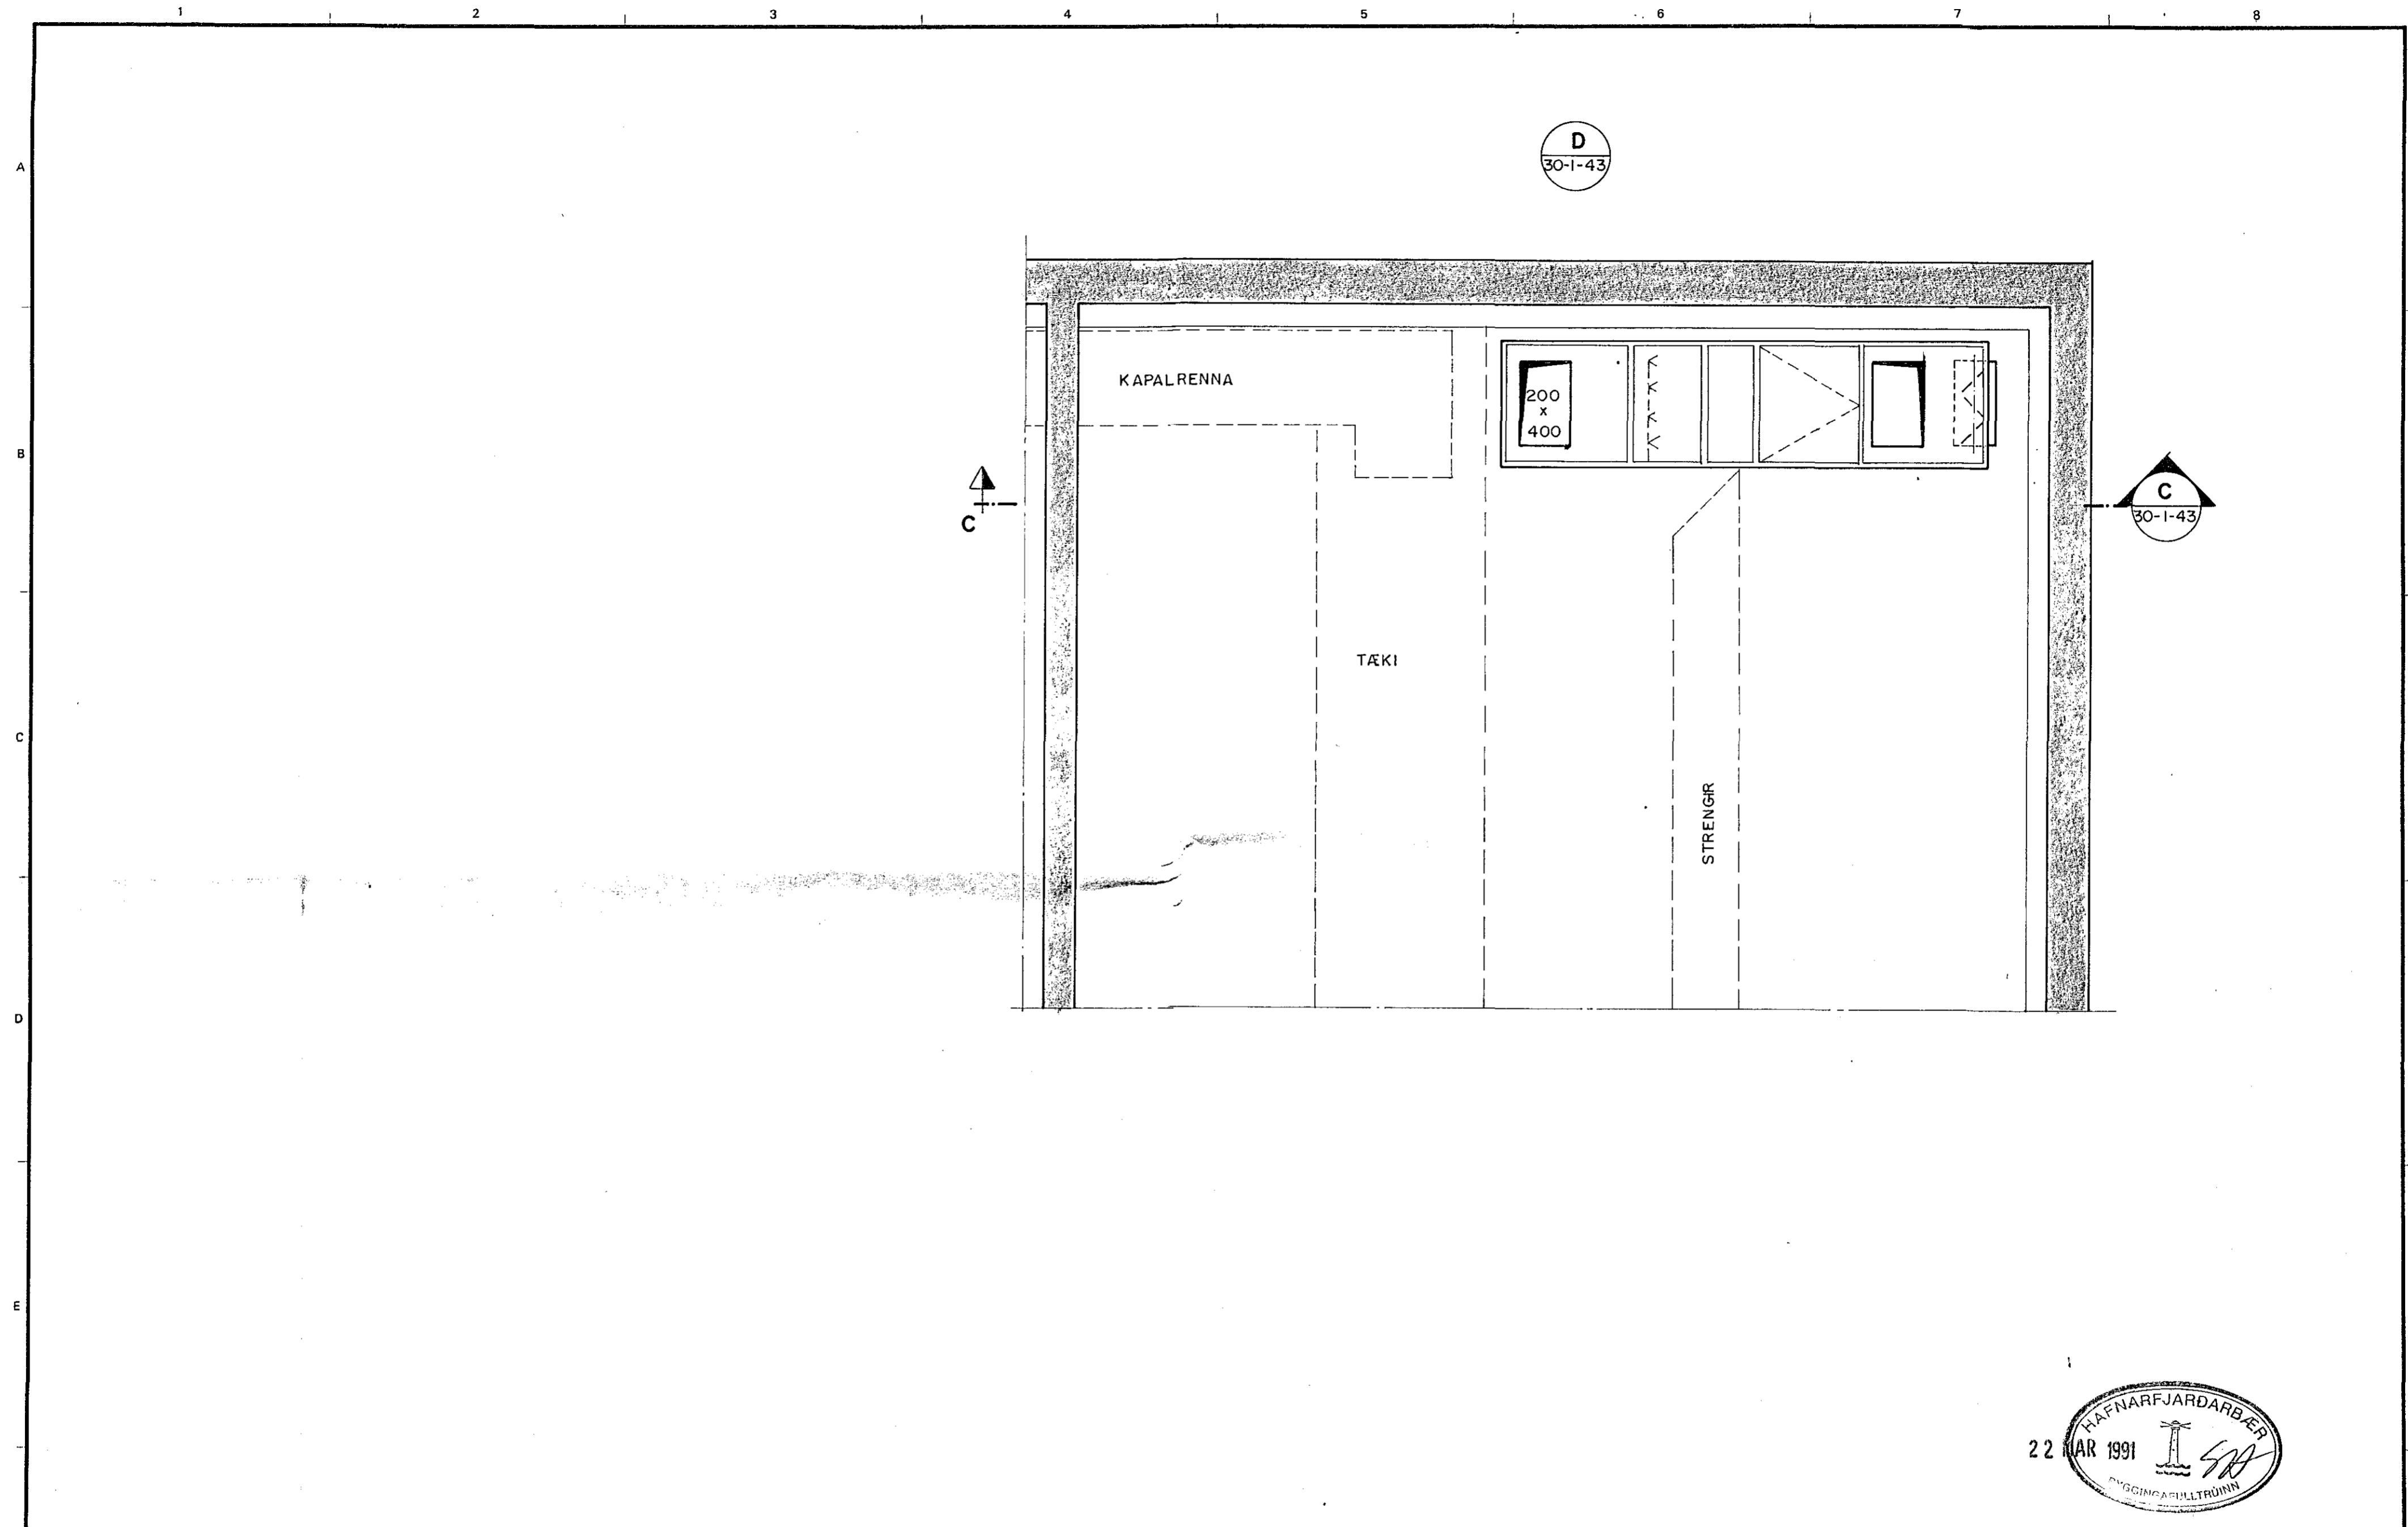 1 2 3 4 5 6 7 8
A
D
30-1-43
KAPALRENNA
200
x
400
B
C
C
30-1-43
TÆKI
C
STRENGIR
D
E
HAFNARFJARÐARBÆR
22 MAR 1991
BYGGINGAFULLTRÚINN